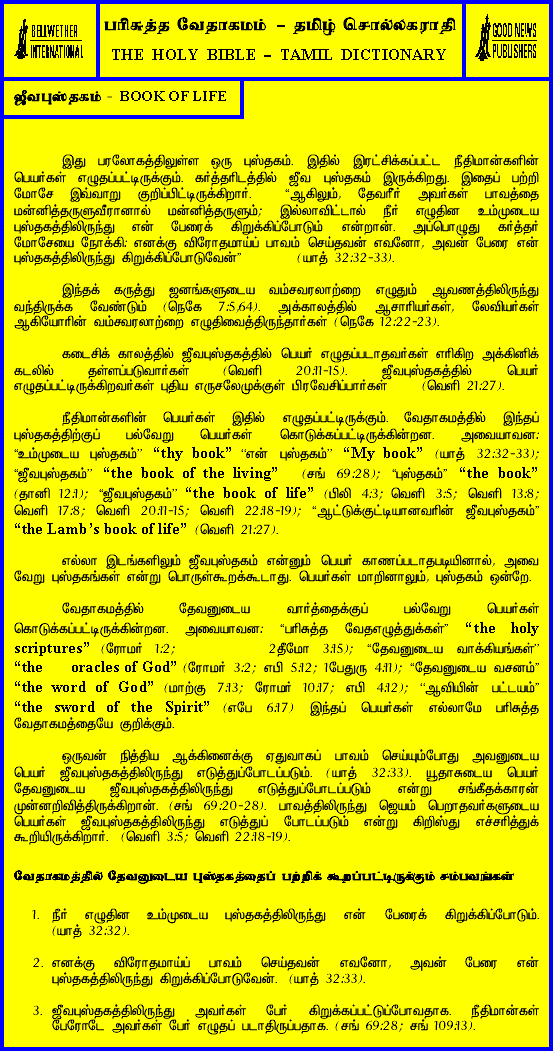 BELLWETHER
INTERNATIONAL
பரிசுத்த வேதாகமம் – தமிழ் சொல்லகராதி
THE HOLY BIBLE – TAMIL DICTIONARY
GOOD NEWS
PUBLISHERS
ஜீவபுஸ்தகம் - BOOK OF LIFE
இது பரலோகத்திலுள்ள ஒரு புஸ்தகம். இதில் இரட்சிக்கப்பட்ட நீதிமான்களின்
பெயர்கள் எழுதப்பட்டிருக்கும். கர்த்தரிடத்தில் ஜீவ புஸ்தகம் இருக்கிறது. இதைப் பற்றி
மோசே இவ்வாறு குறிப்பிட்டிருக்கிறார். “ஆகிலும், தேவரீர் அவர்கள் பாவத்தை
மன்னித்தருளுவீரானால் மன்னித்தருளும்; இல்லாவிட்டால் நீர் எழுதின உம்முடைய
புஸ்தகத்திலிருந்து என் பேரைக் கிறுக்கிப்போடும் என்றான். அப்பொழுது கர்த்தர்
மோசேயை நோக்கி: எனக்கு விரோதமாய்ப் பாவம் செய்தவன் எவனோ, அவன் பேரை என்
புஸ்தகத்திலிருந்து கிறுக்கிப்போடுவேன்” (யாத் 32:32-33).
இந்தக் கருத்து ஜனங்களுடைய வம்சவரலாற்றை எழுதும் ஆவணத்திலிருந்து
வந்திருக்க வேண்டும் (நெகே 7:5,64). அக்காலத்தில் ஆசாரியர்கள், லேவியர்கள்
ஆகியோரின் வம்சவரலாற்றை எழுதிவைத்திருந்தார்கள் (நெகே 12:22-23).
கடைசிக் காலத்தில் ஜீவபுஸ்தகத்தில் பெயர் எழுதப்படாதவர்கள் எரிகிற அக்கினிக்
கடலில் தள்ளப்படுவார்கள் (வெளி 20:11-15). ஜீவபுஸ்தகத்தில் பெயர்
எழுதப்பட்டிருக்கிறவர்கள் புதிய எருசலேமுக்குள் பிரவேசிப்பார்கள் (வெளி 21:27).
நீதிமான்களின் பெயர்கள் இதில் எழுதப்பட்டிருக்கும். வேதாகமத்தில் இந்தப்
புஸ்தகத்திற்குப் பல்வேறு பெயர்கள் கொடுக்கப்பட்டிருக்கின்றன. அவையாவன:
“உம்முடைய புஸ்தகம்” “thy book” “என் புஸ்தகம்” “My book” (யாத் 32:32-33);
“ஜீவபுஸ்தகம்” “the book of the living” (சங் 69:28); “புஸ்தகம்” “the book”
(தானி 12:1); “ஜீவபுஸ்தகம்” “the book of life” (பிலி 4:3; வெளி 3:5; வெளி 13:8;
வெளி 17:8; வெளி 20:11-15; வெளி 22:18-19); “ஆட்டுக்குட்டியானவரின் ஜீவபுஸ்தகம்”
“the Lamb’s book of life” (வெளி 21:27).
எல்லா இடங்களிலும் ஜீவபுஸ்தகம் என்னும் பெயர் காணப்படாதபடியினால், அவை
வேறு புஸ்தகங்கள் என்று பொருள்கூறக்கூடாது. பெயர்கள் மாறினாலும், புஸ்தகம் ஒன்றே.
வேதாகமத்தில் தேவனுடைய வார்த்தைக்குப் பல்வேறு பெயர்கள்
கொடுக்கப்பட்டிருக்கின்றன. அவையாவன: “பரிசுத்த வேதஎழுத்துக்கள்” “the holy
scriptures” (ரோமர் 1:2; 2தீமோ 3:15); “தேவனுடைய வாக்கியங்கள்”
“the oracles of God” (ரோமர் 3:2; எபி 5:12; 1பேதுரு 4:11); “தேவனுடைய வசனம்”
“the word of God” (மாற்கு 7:13; ரோமர் 10:17; எபி 4:12); “ஆவியின் பட்டயம்”
“the sword of the Spirit” (எபே 6:17) இந்தப் பெயர்கள் எல்லாமே பரிசுத்த
வேதாகமத்தையே குறிக்கும்.
ஒருவன் நித்திய ஆக்கினைக்கு ஏதுவாகப் பாவம் செய்யும்போது அவனுடைய
பெயர் ஜீவபுஸ்தகத்திலிருந்து எடுத்துப்போடப்படும். (யாத் 32:33). யூதாசுடைய பெயர்
தேவனுடைய ஜீவபுஸ்தகத்திலிருந்து எடுத்துப்போடப்படும் என்று சங்கீதக்காரன்
முன்னறிவித்திருக்கிறான். (சங் 69:20-28). பாவத்திலிருந்து ஜெயம் பெறாதவர்களுடைய
பெயர்கள் ஜீவபுஸ்தகத்திலிருந்து எடுத்துப் போடப்படும் என்று கிறிஸ்து எச்சரித்துக்
கூறியிருக்கிறார். (வெளி 3:5; வெளி 22:18-19).
வேதாகமத்தில் தேவனுடைய புஸ்தகத்தைப் பற்றிக் கூறப்பட்டிருக்கும் சம்பவங்கள்
1. நீர் எழுதின உம்முடைய புஸ்தகத்திலிருந்து என் பேரைக் கிறுக்கிப்போடும்.
(யாத் 32:32).
2. எனக்கு விரோதமாய்ப் பாவம் செய்தவன் எவனோ, அவன் பேரை என்
புஸ்தகத்திலிருந்து கிறுக்கிப்போடுவேன். (யாத் 32:33).
3. ஜீவபுஸ்தகத்திலிருந்து அவர்கள் பேர் கிறுக்கப்பட்டுப்போவதாக. நீதிமான்கள்
பேரோடே அவர்கள் பேர் எழுதப் படாதிருப்பதாக. (சங் 69:28; சங் 109:13).